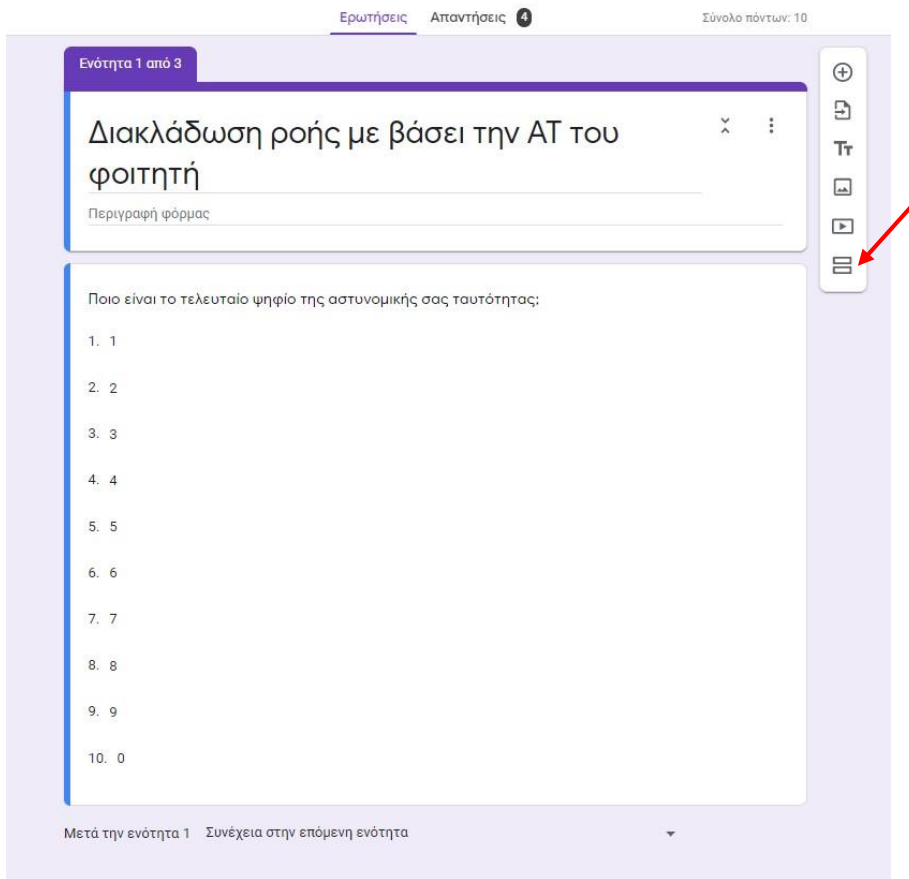 Ερωτήσεις Απαντήσεις 4 Σύνολο πόντων: 10
Ενότητα 1 από 3
Διακλάδωση ροής με βάσει την ΑΤ του
φοιτητή
Περιγραφή φόρμας
Tт
Ποιο είναι το τελευταίο ψηφίο της αστυνομικής σας ταυτότητας;
1. 1
2. 2
3. 3
4. 4
5. 5
6. 6
7. 7
8. 8
9. 9
10. 0
Μετά την ενότητα 1 Συνέχεια στην επόμενη ενότητα